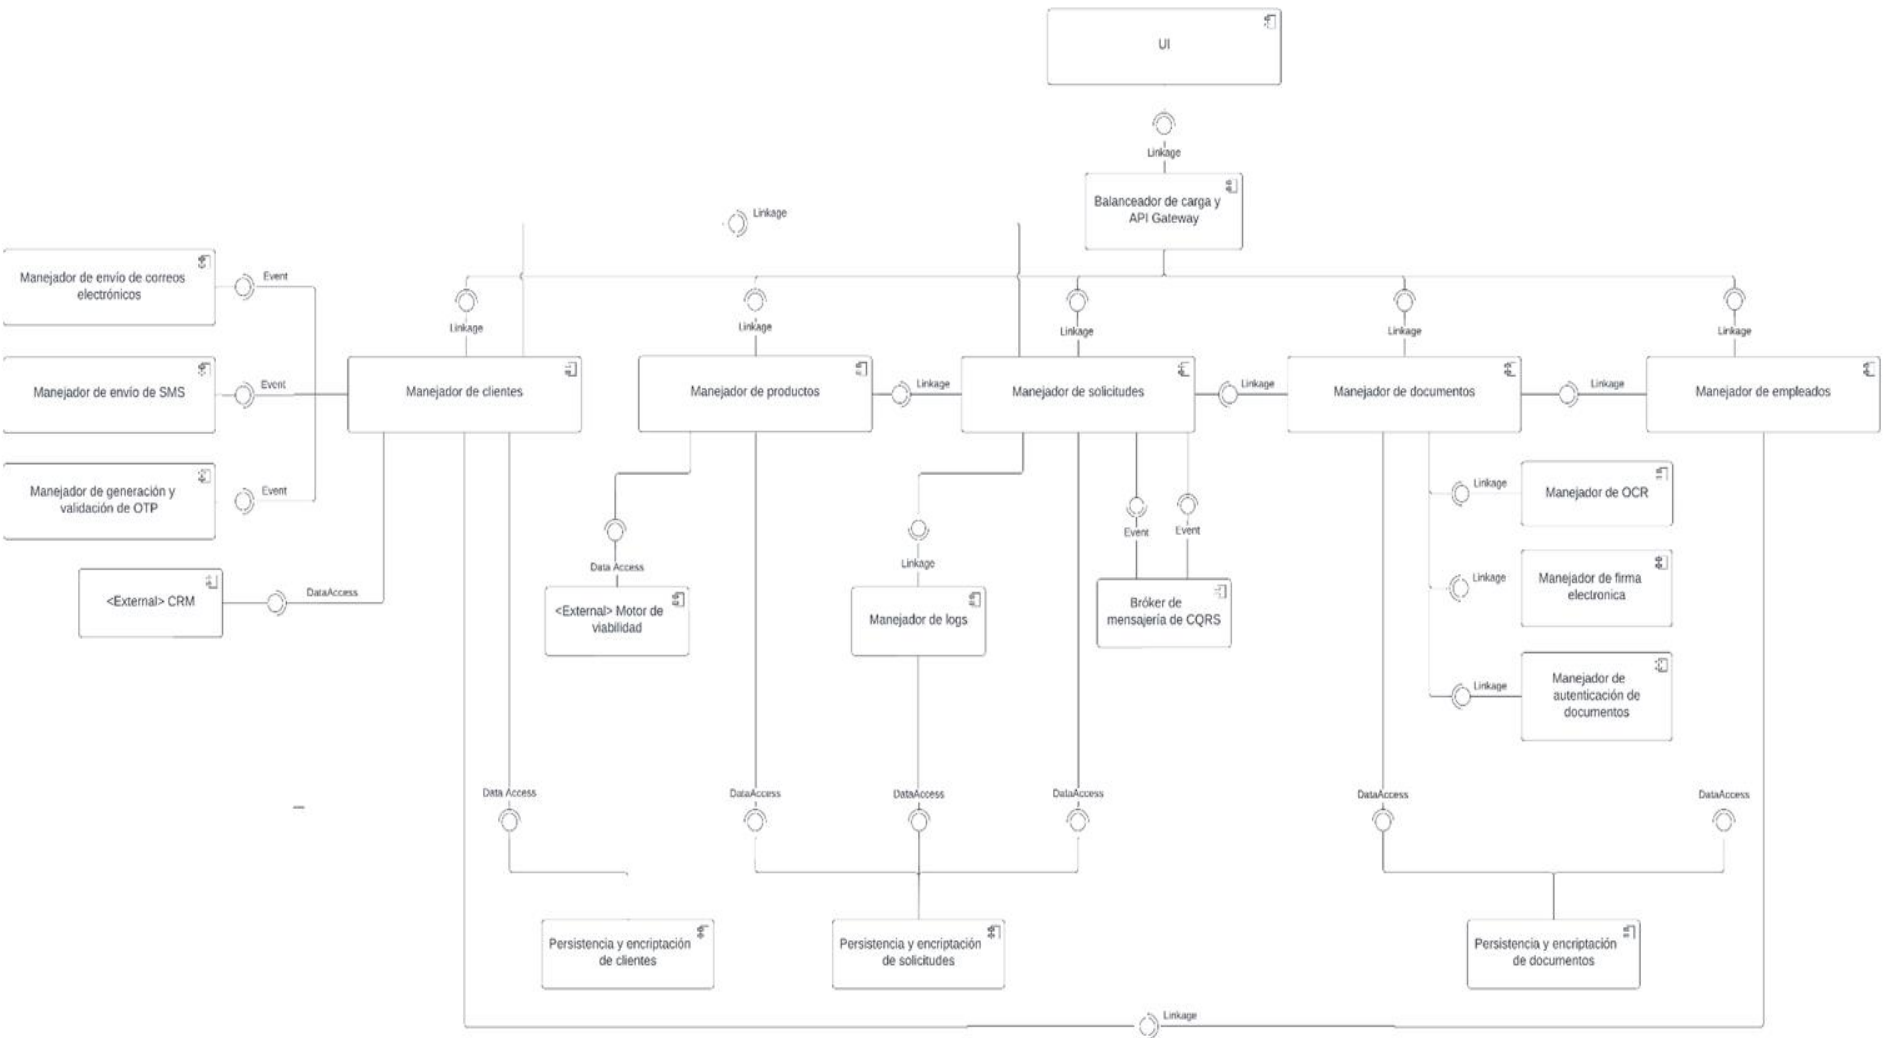 UI
Linkage
Balanceador de carga y
API Gateway
Linkage
Manejador de envío de correos
electrónicos
Event
Linkage
Linkage
Linkage
Linkage
Linkage
Manejador de envío de SMS
Event
Manejador de clientes
Manejador de productos
Linkage
Manejador de solicitudes
Linkage
Manejador de documentos
Linkage
Manejador de empleados
Manejador de generación y
validación de OTP
Event
Linkage
Manejador de OCR
Event
Event
<External> CRM
DataAccess
Data Access
Linkage
Linkage
Manejador de firma
electronica
<External> Motor de
viabilidad
Manejador de logs
Bróker de
mensajería de CQRS
Linkage
Manejador de
autenticación de
documentos
Data Access
DataAccess
DataAccess
DataAccess
DataAccess
DataAccess
Persistencia y encriptación
de clientes
Persistencia y encriptación
de solicitudes
Persistencia y encriptación
de documentos
Linkage